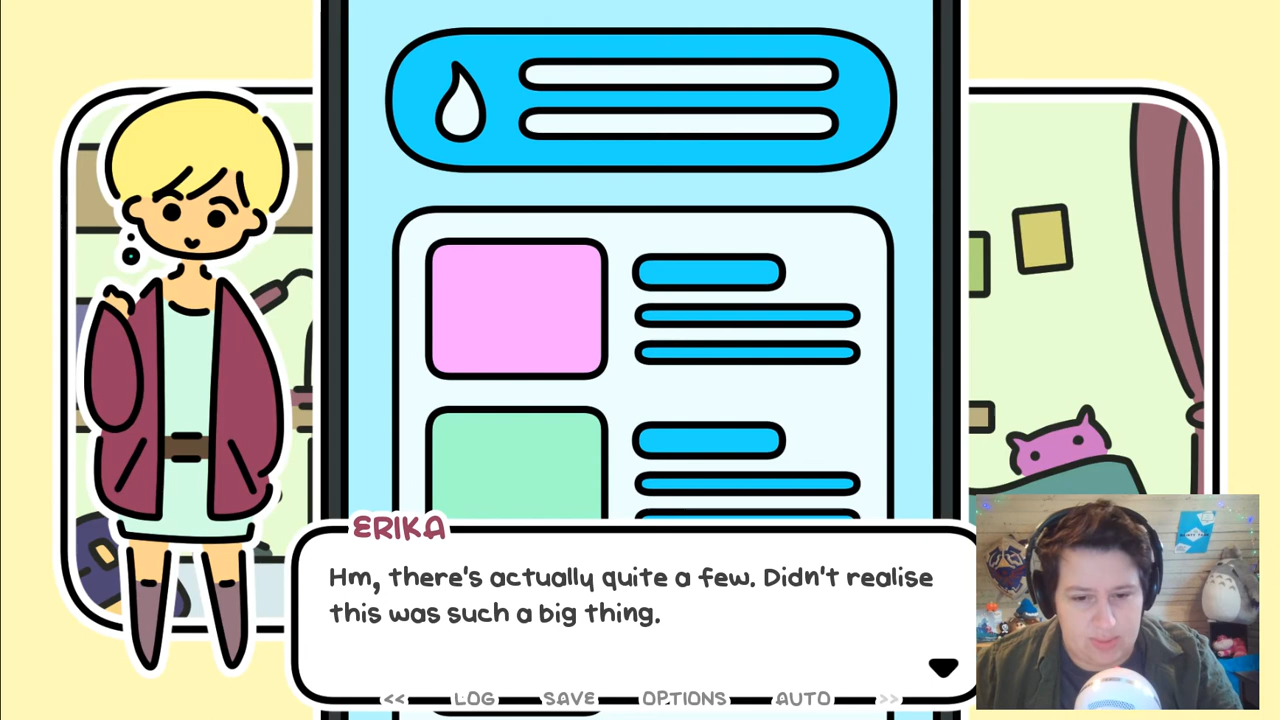 ERIKA
Hm, there's actually quite a few. Didn't realise
this was such a big thing.
<< LOG SAVE OPTIONS AUTO >>